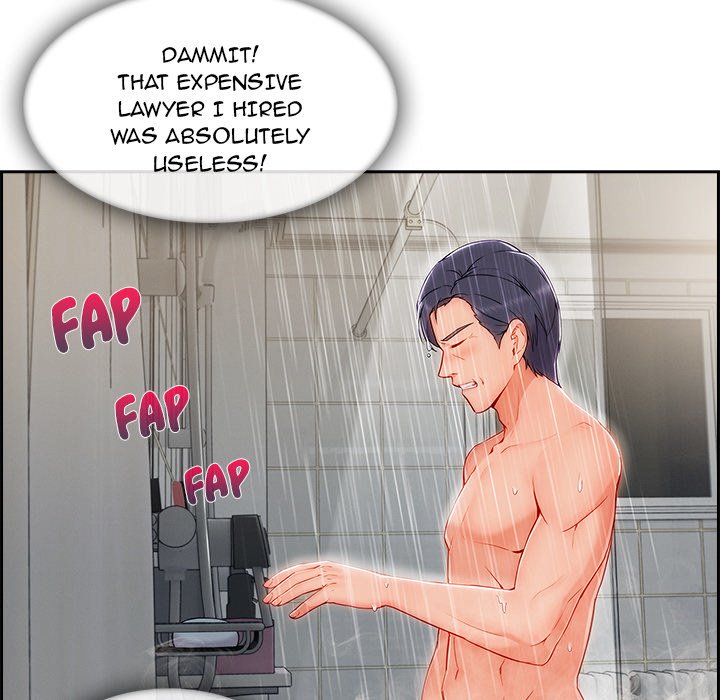 DAMMIT!
THAT EXPENSIVE
LAWYER I HIRED
WAS ABSOLUTELY
USELESS!
FAP
FAP
FAP